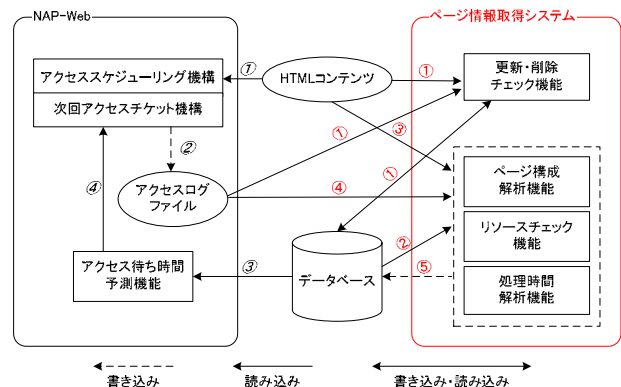 NAP-Web
ページ情報取得システム
アクセススケジューリング機構
次回アクセスチケット機構
①
HTMLコンテンツ
①
更新・削除
チェック機能
②
①
③
①
④
アクセスログ
ファイル
④
ページ構成
解析機能
リソースチェック
機能
処理時間
解析機能
アクセス待ち時間
予測機能
③
データベース
②
⑤
書き込み
読み込み
書き込み・読み込み